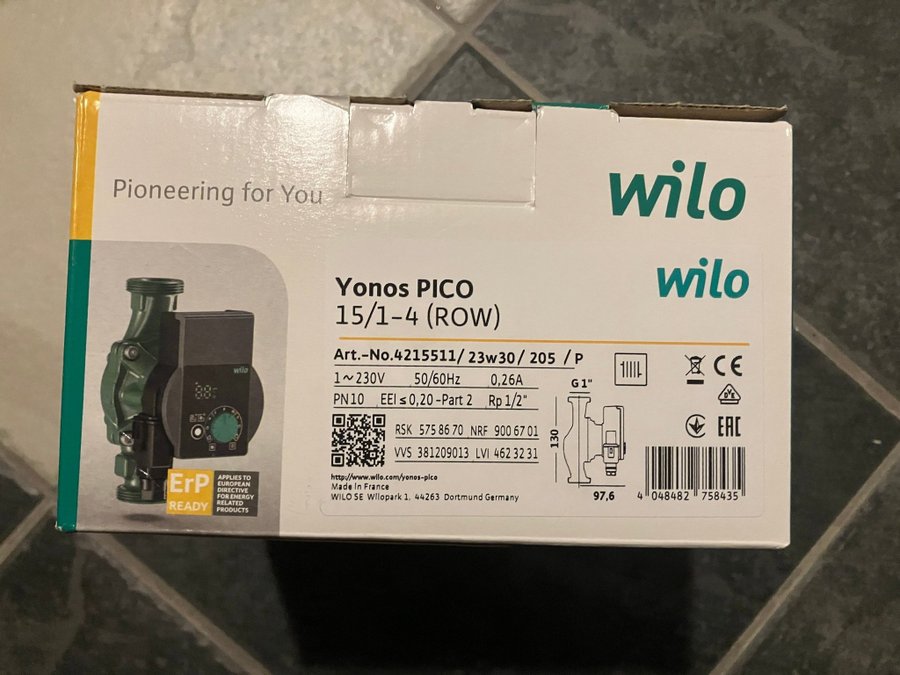 Pioneering for You
wilo
wilo
Yonos PICO
15/1-4 (ROW)
Art.-No.4215511/ 23w30 / 205 / P
1~230V 50/60Hz 0,26A
PN10 EEI ≤ 0,20 -Part 2 Rp 1/2"
RSK 575 86 70 NRF 900 67 01
VVS 381209013 LVI 462 32 31
http://www.wilo.com/yonos-pico
Made in France
WILO SE Wilopark 1, 44263 Dortmund Germany
G 1"
130
97,6
CE
EAC
4 048482 758435
wilo
ErP
READY
APPLIES TO
EUROPEAN
DIRECTIVE
FOR ENERGY
RELATED
PRODUCTS